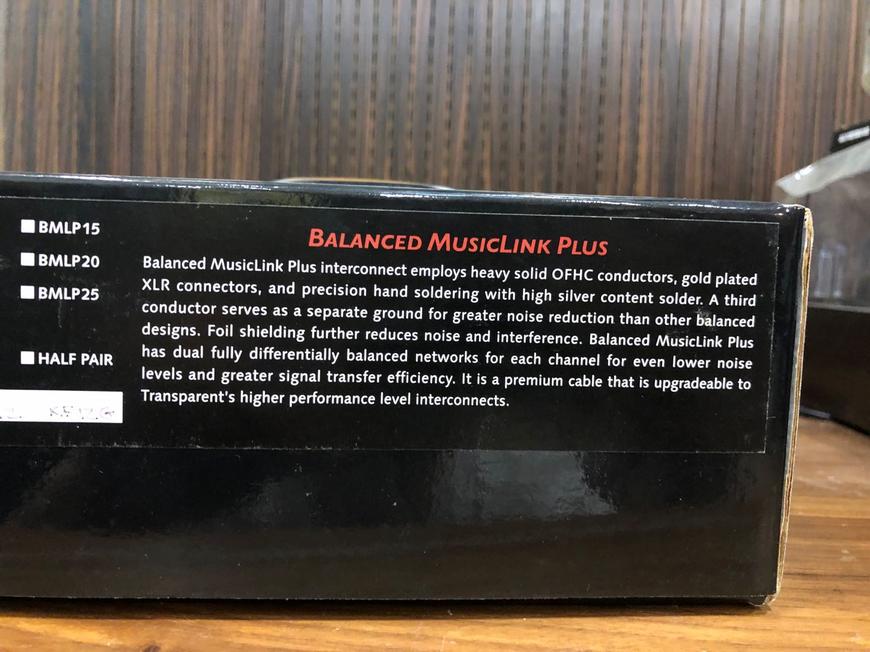 BMLP15
BMLP20
BMLP25
HALF PAIR
BALANCED MUSICLINK PLUS
Balanced MusicLink Plus interconnect employs heavy solid OFHC conductors, gold plated
XLR connectors, and precision hand soldering with high silver content solder. A third
conductor serves as a separate ground for greater noise reduction than other balanced
designs. Foil shielding further reduces noise and interference. Balanced MusicLink Plus
has dual fully differentially balanced networks for each channel for even lower noise
levels and greater signal transfer efficiency. It is a premium cable that is upgradeable to
Transparent's higher performance level interconnects.